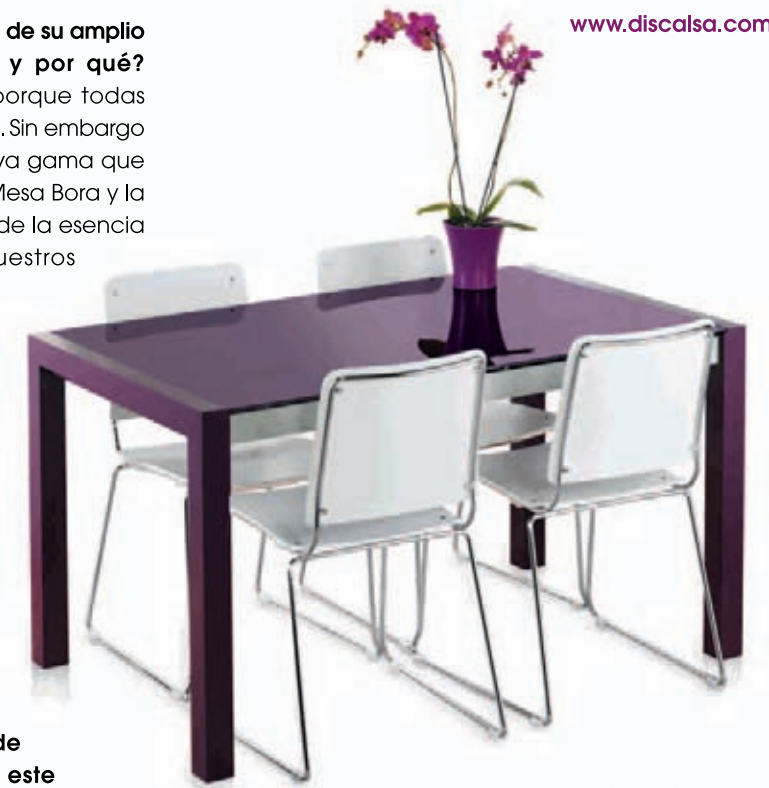 de su amplio
y por qué?
porque todas
. Sin embargo
va gama que
Mesa Bora y la
de la esencia
uestros
de
este
www.discalsa.com